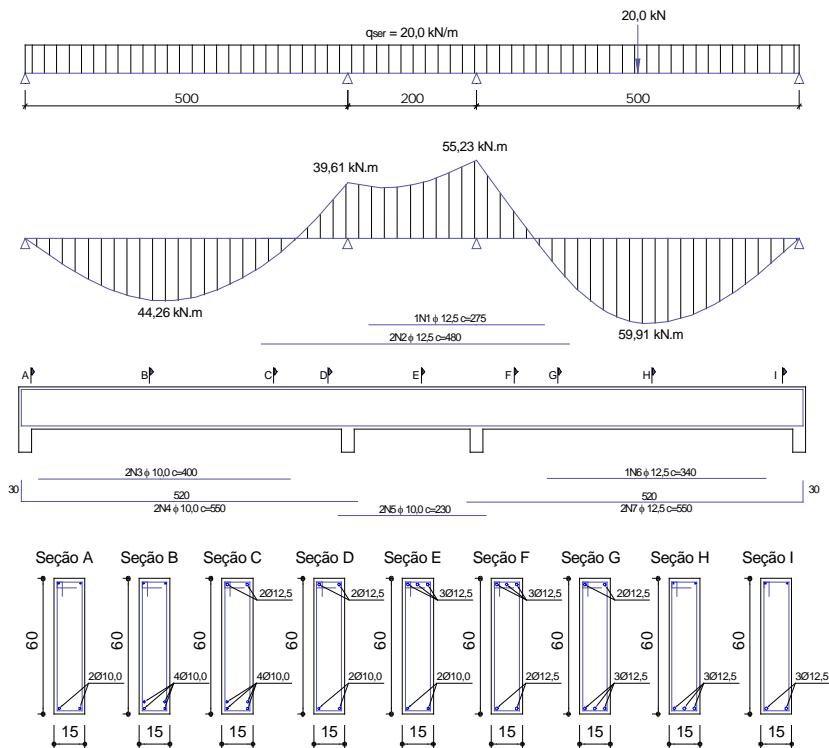 20,0 kN
qser = 20,0 kN/m
500
200
500
55,23 kN.m
39,61 kN.m
44,26 kN.m
59,91 kN.m
1N1 ϕ 12,5 c=275
2N2 ϕ 12,5 c=480
A B C D E F G H I
2N3 ϕ 10,0 c=400
1N6 ϕ 12,5 c=340
30
520
520
30
2N4 ϕ 10,0 c=550
2N5 ϕ 10,0 c=230
2N7 ϕ 12,5 c=550
Seção A Seção B Seção C Seção D Seção E Seção F Seção G Seção H Seção I
2Ø12,5 2Ø12,5 3Ø12,5 3Ø12,5 2Ø12,5
60 60 60 60 60 60 60 60 60
2Ø10,0 4Ø10,0 4Ø10,0 2Ø10,0 2Ø10,0 2Ø12,5 3Ø12,5 3Ø12,5 3Ø12,5
15 15 15 15 15 15 15 15 15